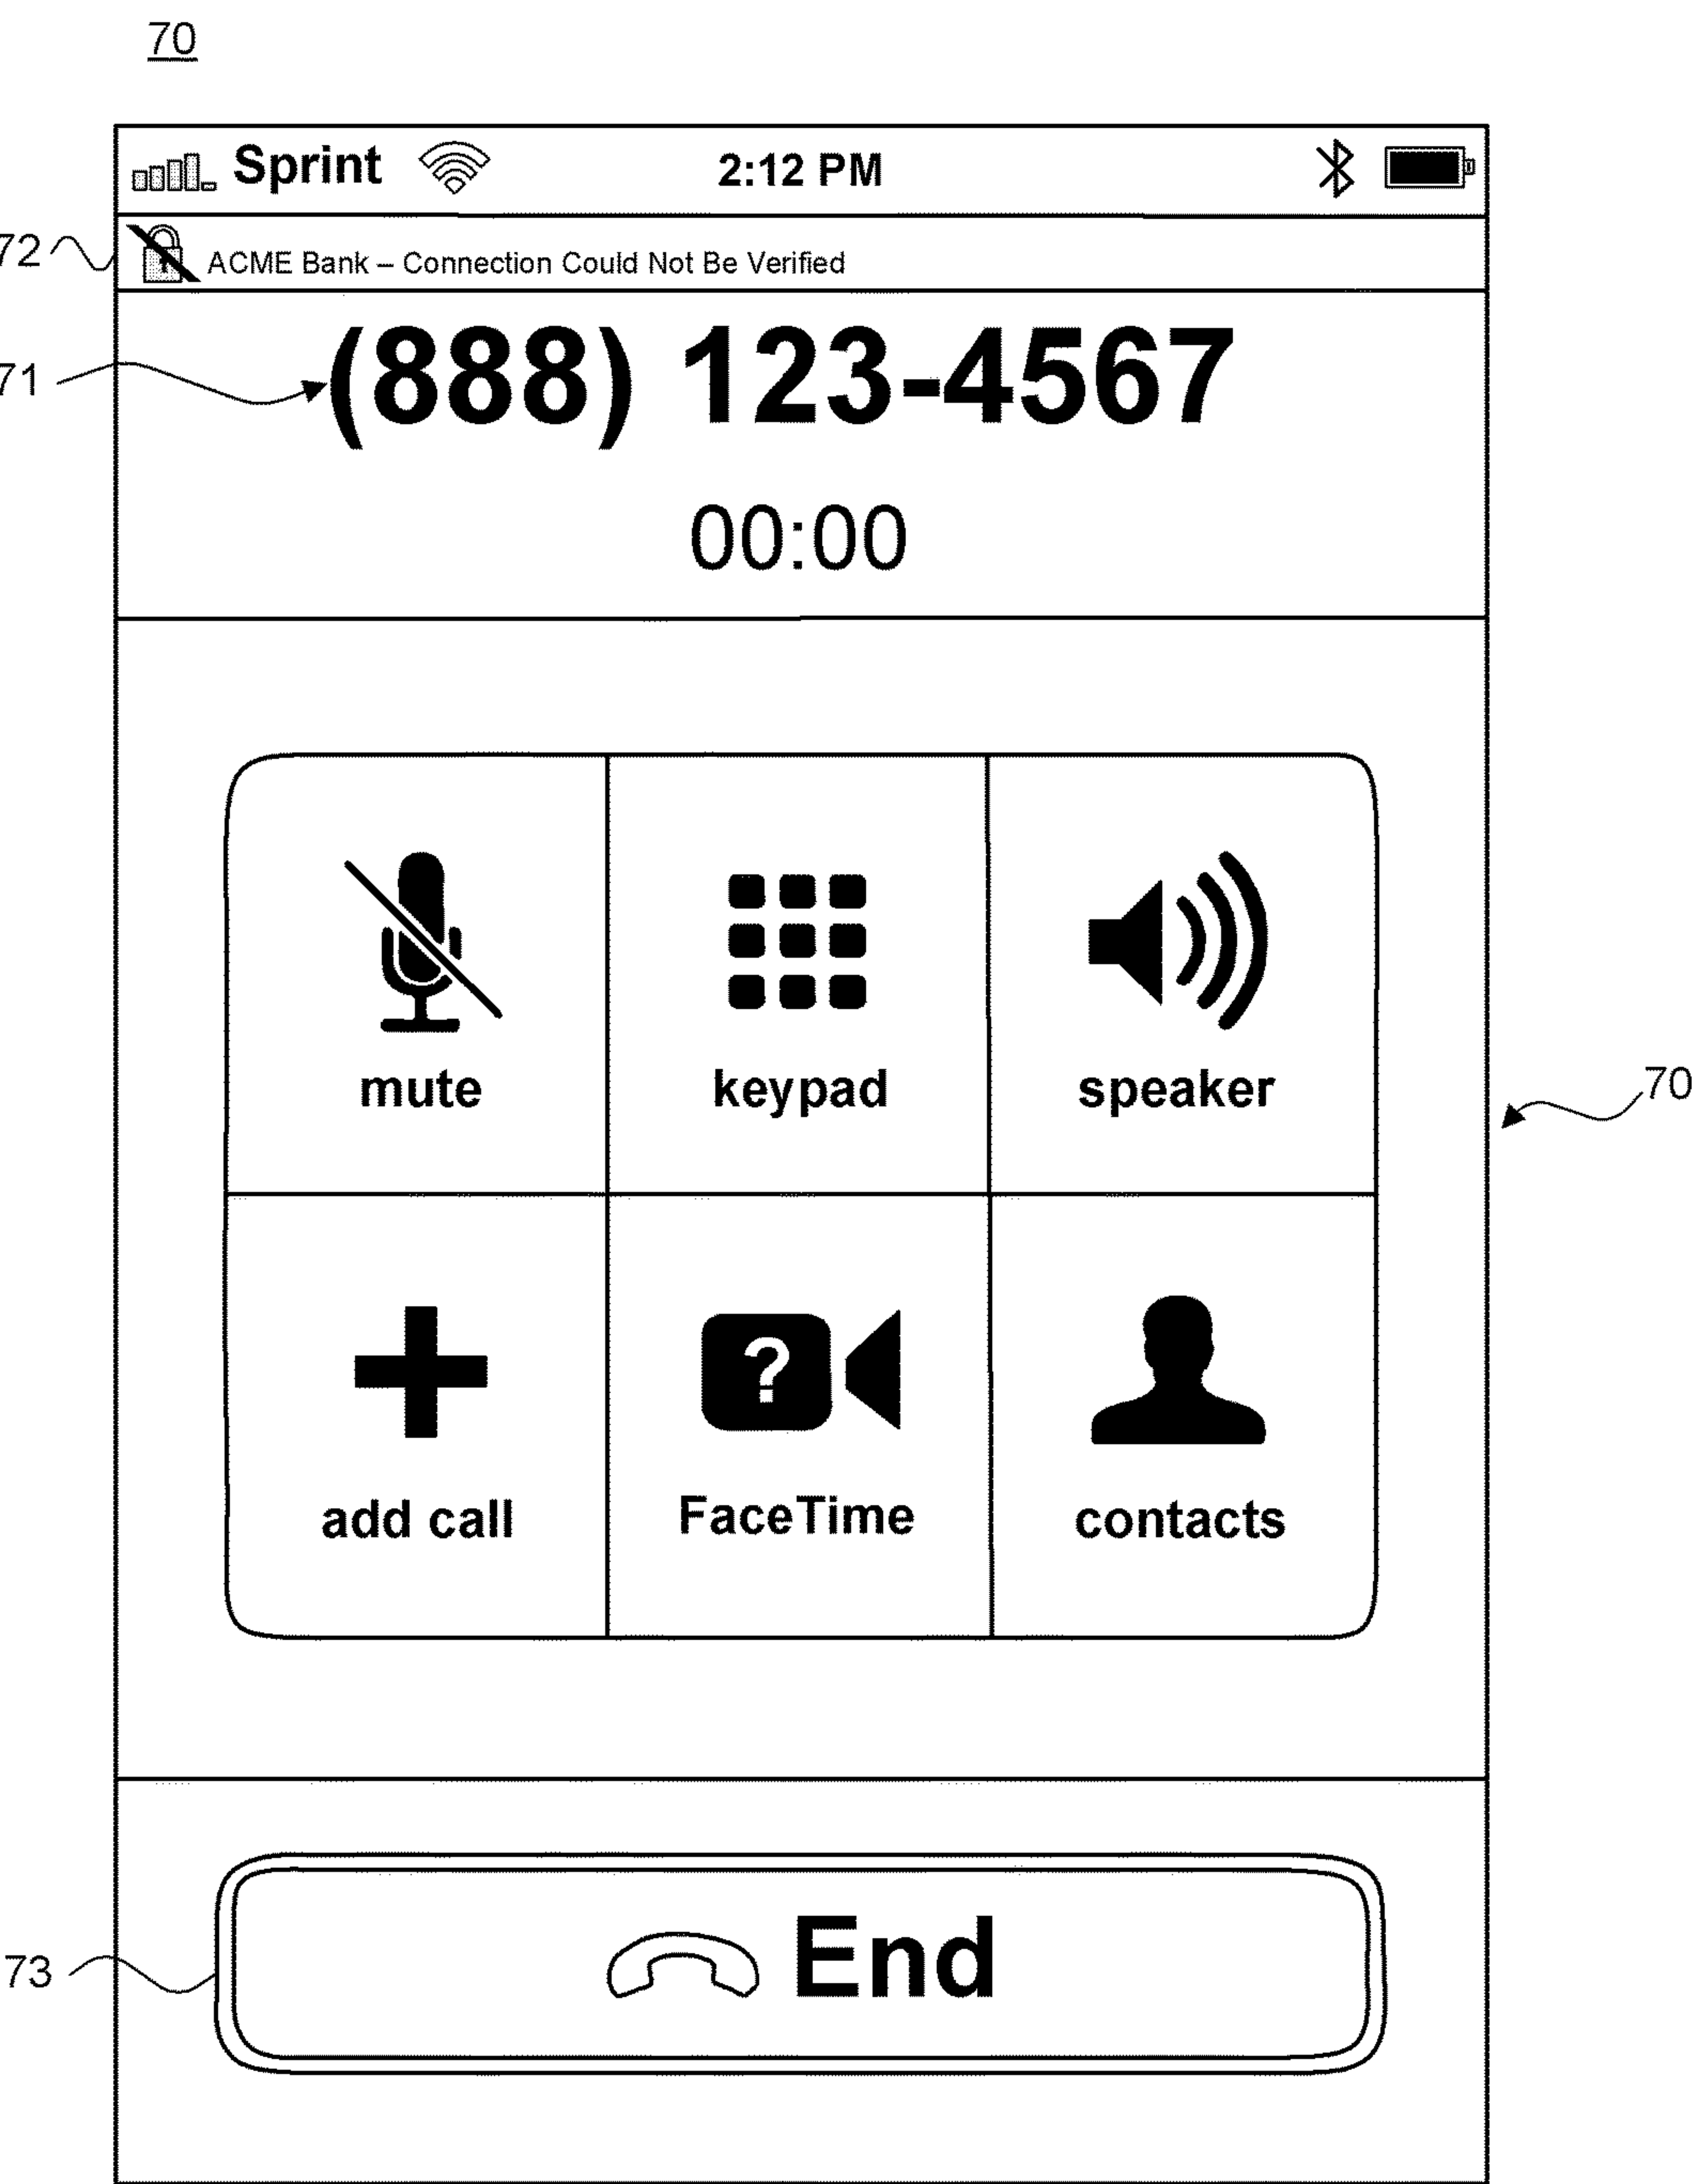 70
Sprint 2:12 PM
72
ACME Bank – Connection Could Not Be Verified
71
(888) 123-4567
00:00
mute keypad speaker
70
?
add call FaceTime contacts
73
End